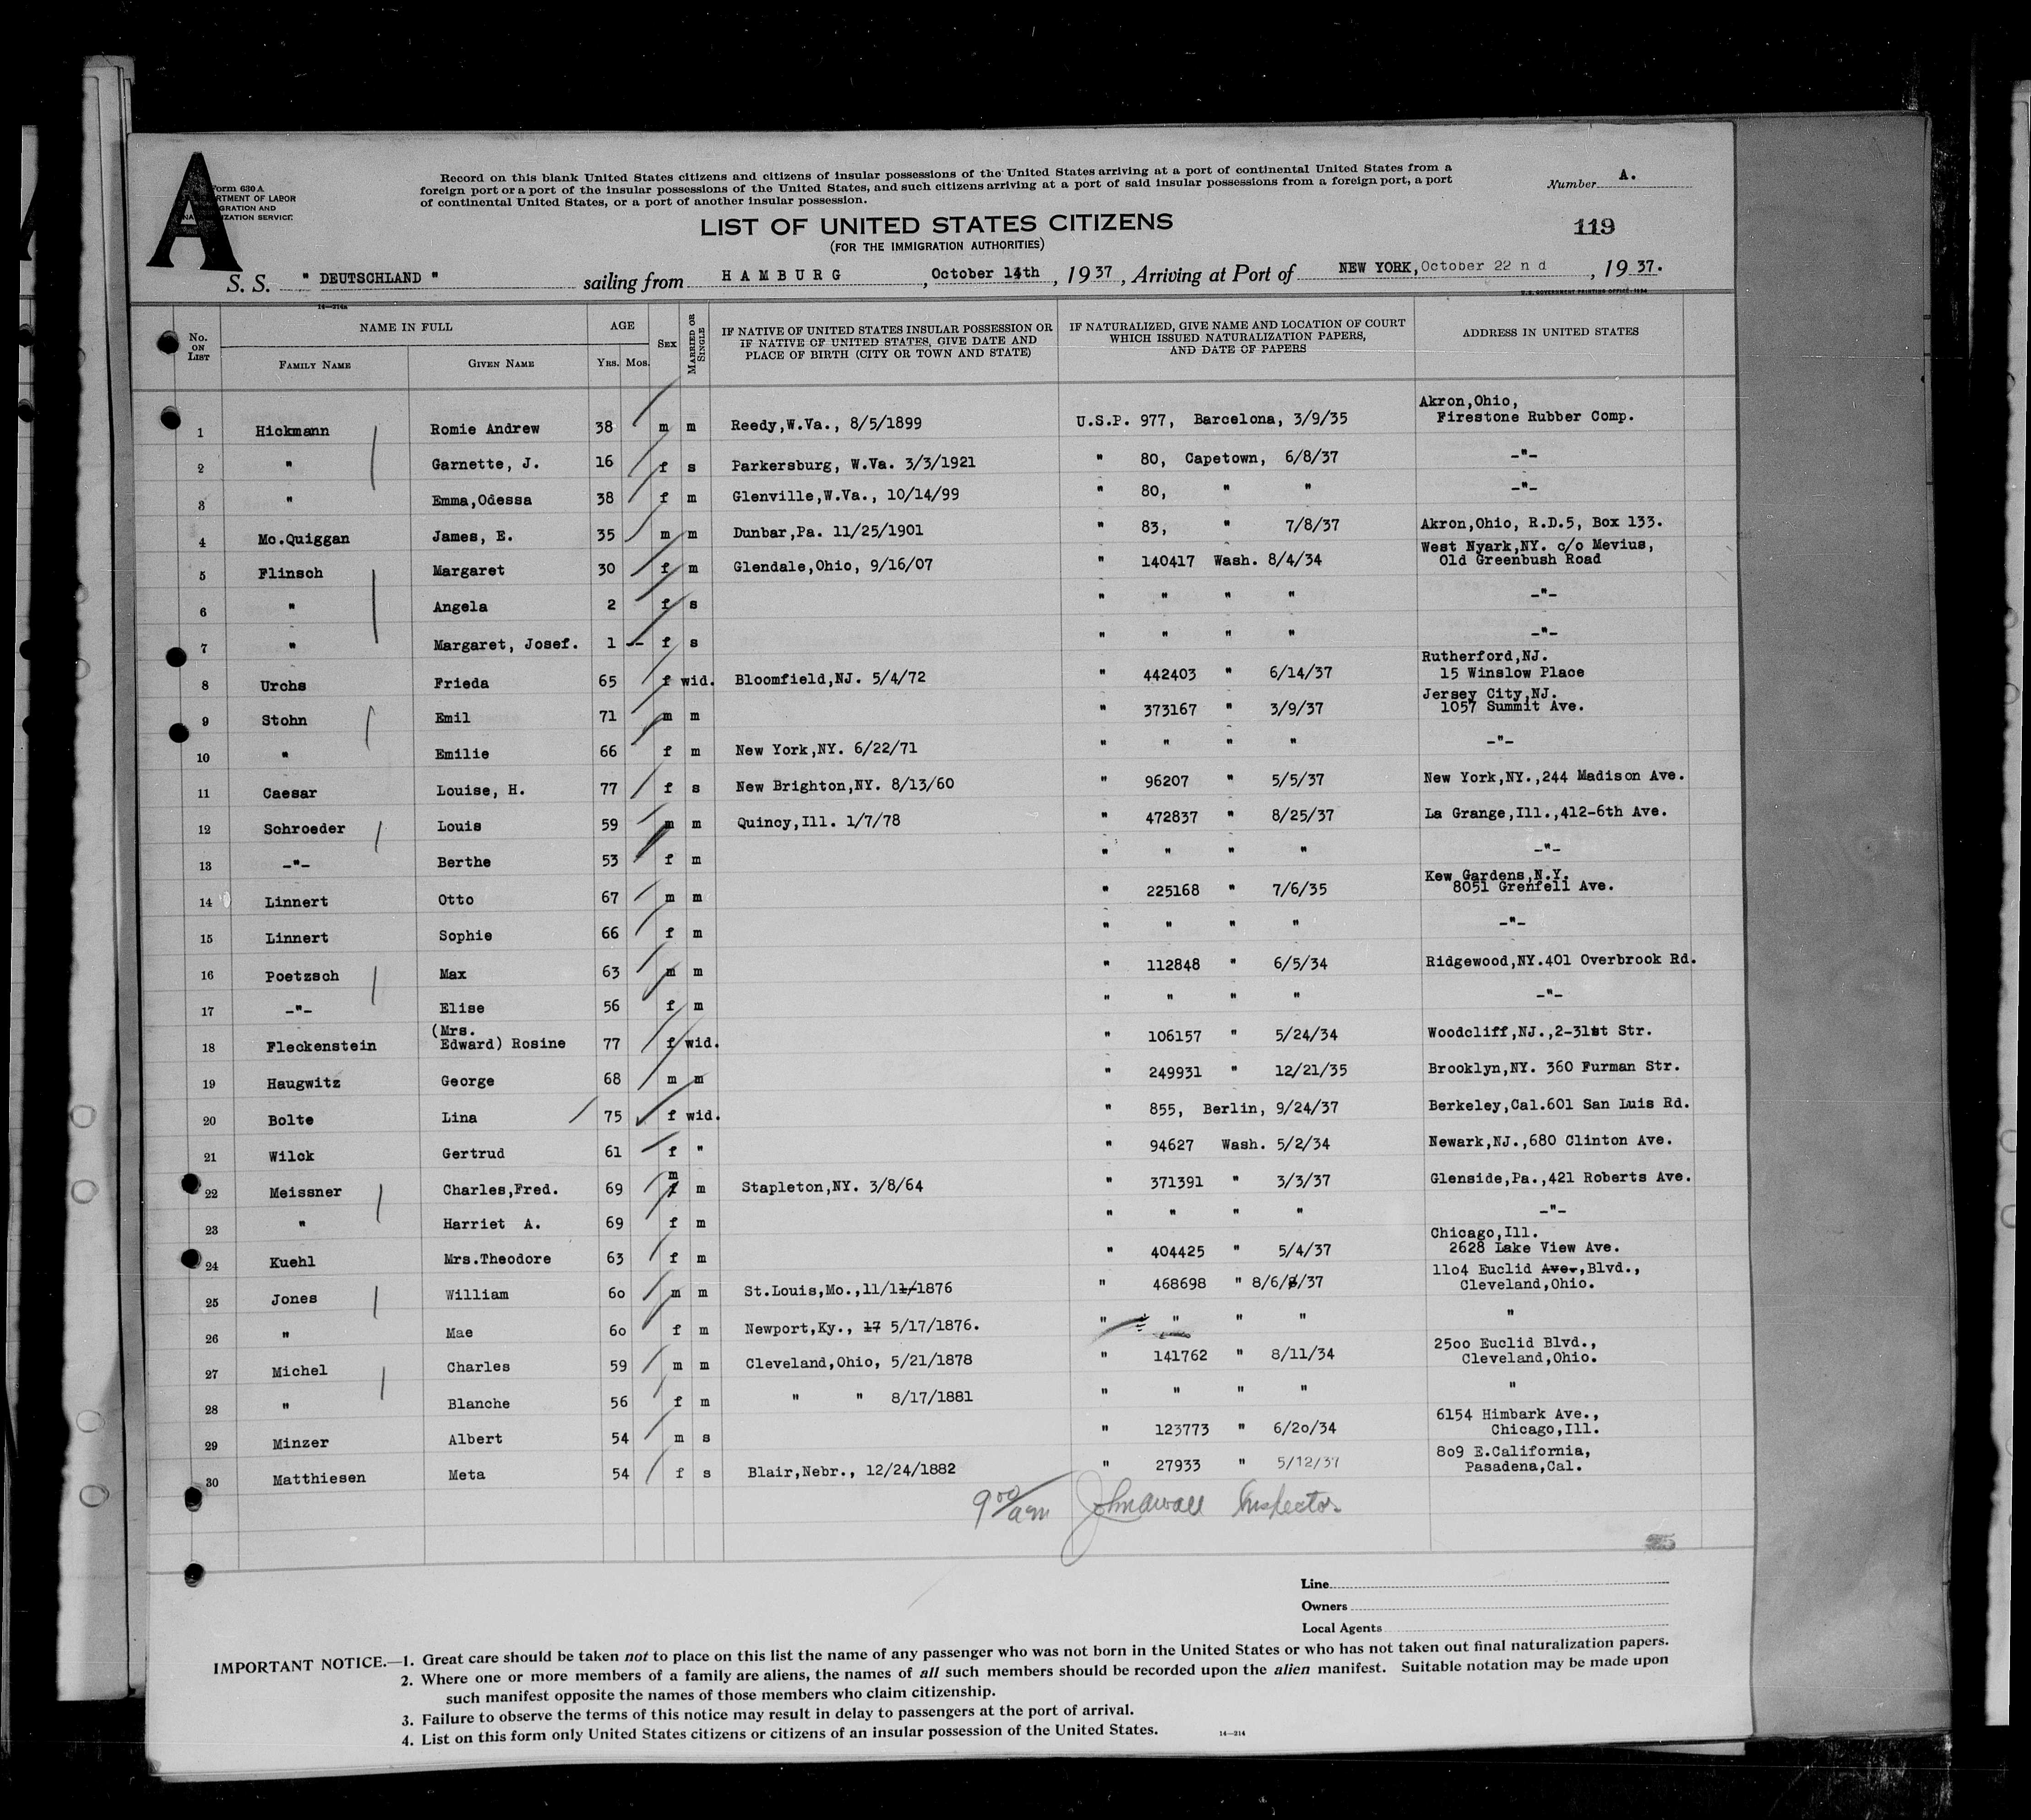 A
Form 630 A
DEPARTMENT OF LABOR
IMMIGRATION AND
NATURALIZATION SERVICE
Record on this blank United States citizens and citizens of insular possessions of the United States arriving at a port of continental United States from a
foreign port or a port of the insular possessions of the United States, and such citizens arriving at a port of said insular possessions from a foreign port, a port
of continental United States, or a port of another insular possession.
Number A.
LIST OF UNITED STATES CITIZENS
(FOR THE IMMIGRATION AUTHORITIES)
119
S. S. " DEUTSCHLAND " sailing from HAMBURG, October 14th, 1937, Arriving at Port of NEW YORK, October 22 n d, 1937.
14—214a
U. S. GOVERNMENT PRINTING OFFICE: 1934
No. ON LIST NAME IN FULL FAMILY NAME GIVEN NAME AGE YRS. MOS. SEX MARRIED OR SINGLE IF NATIVE OF UNITED STATES INSULAR POSSESSION OR IF NATIVE OF UNITED STATES, GIVE DATE AND PLACE OF BIRTH (CITY OR TOWN AND STATE) IF NATURALIZED, GIVE NAME AND LOCATION OF COURT WHICH ISSUED NATURALIZATION PAPERS, AND DATE OF PAPERS ADDRESS IN UNITED STATES
1 Hickmann Romie Andrew 38 m m Reedy,W.Va., 8/5/1899 U.S.P. 977, Barcelona, 3/9/35 Akron,Ohio, Firestone Rubber Comp.
2 " Garnette, J. 16 f s Parkersburg, W.Va. 3/3/1921 " 80, Capetown, 6/8/37 -"-
3 " Emma,Odessa 38 f m Glenville,W.Va., 10/14/99 " 80, " " -"-
4 Mc.Quiggan James, E. 35 m m Dunbar,Pa. 11/25/1901 " 83, " 7/8/37 Akron,Ohio, R.D.5, Box 133.
5 Flinsch Margaret 30 f m Glendale,Ohio, 9/16/07 " 140417 Wash. 8/4/34 West Nyark,NY. c/o Mevius, Old Greenbush Road
6 " Angela 2 f s " " " " -"-
7 " Margaret, Josef. 1 -- f s " " " " -"-
8 Urchs Frieda 65 f wid. Bloomfield,NJ. 5/4/72 " 442403 " 6/14/37 Rutherford,NJ. 15 Winslow Place
9 Stohn Emil 71 m m " 373167 " 3/9/37 Jersey City,NJ. 1057 Summit Ave.
10 " Emilie 66 f m New York,NY. 6/22/71 " " " " -"-
11 Caesar Louise, H. 77 f s New Brighton,NY. 8/13/60 " 96207 " 5/5/37 New York,NY.,244 Madison Ave.
12 Schroeder Louis 59 m m Quincy,Ill. 1/7/78 " 472837 " 8/25/37 La Grange,Ill.,412-6th Ave.
13 -"- Berthe 53 f m " " " " -"-
14 Linnert Otto 67 m m " 225168 " 7/6/35 Kew Gardens,N.Y. 8051 Grenfell Ave.
15 Linnert Sophie 66 f m " " " " -"-
16 Poetzsch Max 63 m m " 112848 " 6/5/34 Ridgewood,NY.401 Overbrook Rd.
17 -"- Elise 56 f m " " " " -"-
18 Fleckenstein (Mrs. Edward) Rosine 77 f wid. " 106157 " 5/24/34 Woodcliff,NJ.,2-31st Str.
19 Haugwitz George 68 m m " 249931 " 12/21/35 Brooklyn,NY. 360 Furman Str.
20 Bolte Lina 75 f wid. " 855, Berlin, 9/24/37 Berkeley,Cal.601 San Luis Rd.
21 Wilck Gertrud 61 f " " 94627 Wash. 5/2/34 Newark,NJ.,680 Clinton Ave.
22 Meissner Charles,Fred. 69 m m Stapleton,NY. 3/8/64 " 371391 " 3/3/37 Glenside,Pa.,421 Roberts Ave.
23 " Harriet A. 69 f m " " " " -"-
24 Kuehl Mrs.Theodore 63 f m " 404425 " 5/4/37 Chicago,Ill. 2628 Lake View Ave.
25 Jones William 6o m m St.Louis,Mo.,11/11/1876 " 468698 " 8/6/37 11o4 Euclid Ave., Blvd., Cleveland,Ohio.
26 " Mae 6o f m Newport,Ky., 17 5/17/1876. " " " " "
27 Michel Charles 59 m m Cleveland,Ohio, 5/21/1878 " 141762 " 8/11/34 25oo Euclid Blvd., Cleveland,Ohio.
28 " Blanche 56 f m " " 8/17/1881 " " " " "
29 Minzer Albert 54 m s " 123773 " 6/2o/34 6154 Himbark Ave., Chicago,Ill.
30 Matthiesen Meta 54 f s Blair,Nebr., 12/24/1882 " 27933 " 5/12/37 8o9 E.California, Pasadena,Cal.
9 00/am Inspector
Line
Owners
Local Agents
IMPORTANT NOTICE.—1. Great care should be taken not to place on this list the name of any passenger who was not born in the United States or who has not taken out final naturalization papers.
2. Where one or more members of a family are aliens, the names of all such members should be recorded upon the alien manifest. Suitable notation may be made upon
such manifest opposite the names of those members who claim citizenship.
3. Failure to observe the terms of this notice may result in delay to passengers at the port of arrival.
4. List on this form only United States citizens or citizens of an insular possession of the United States.
14—214